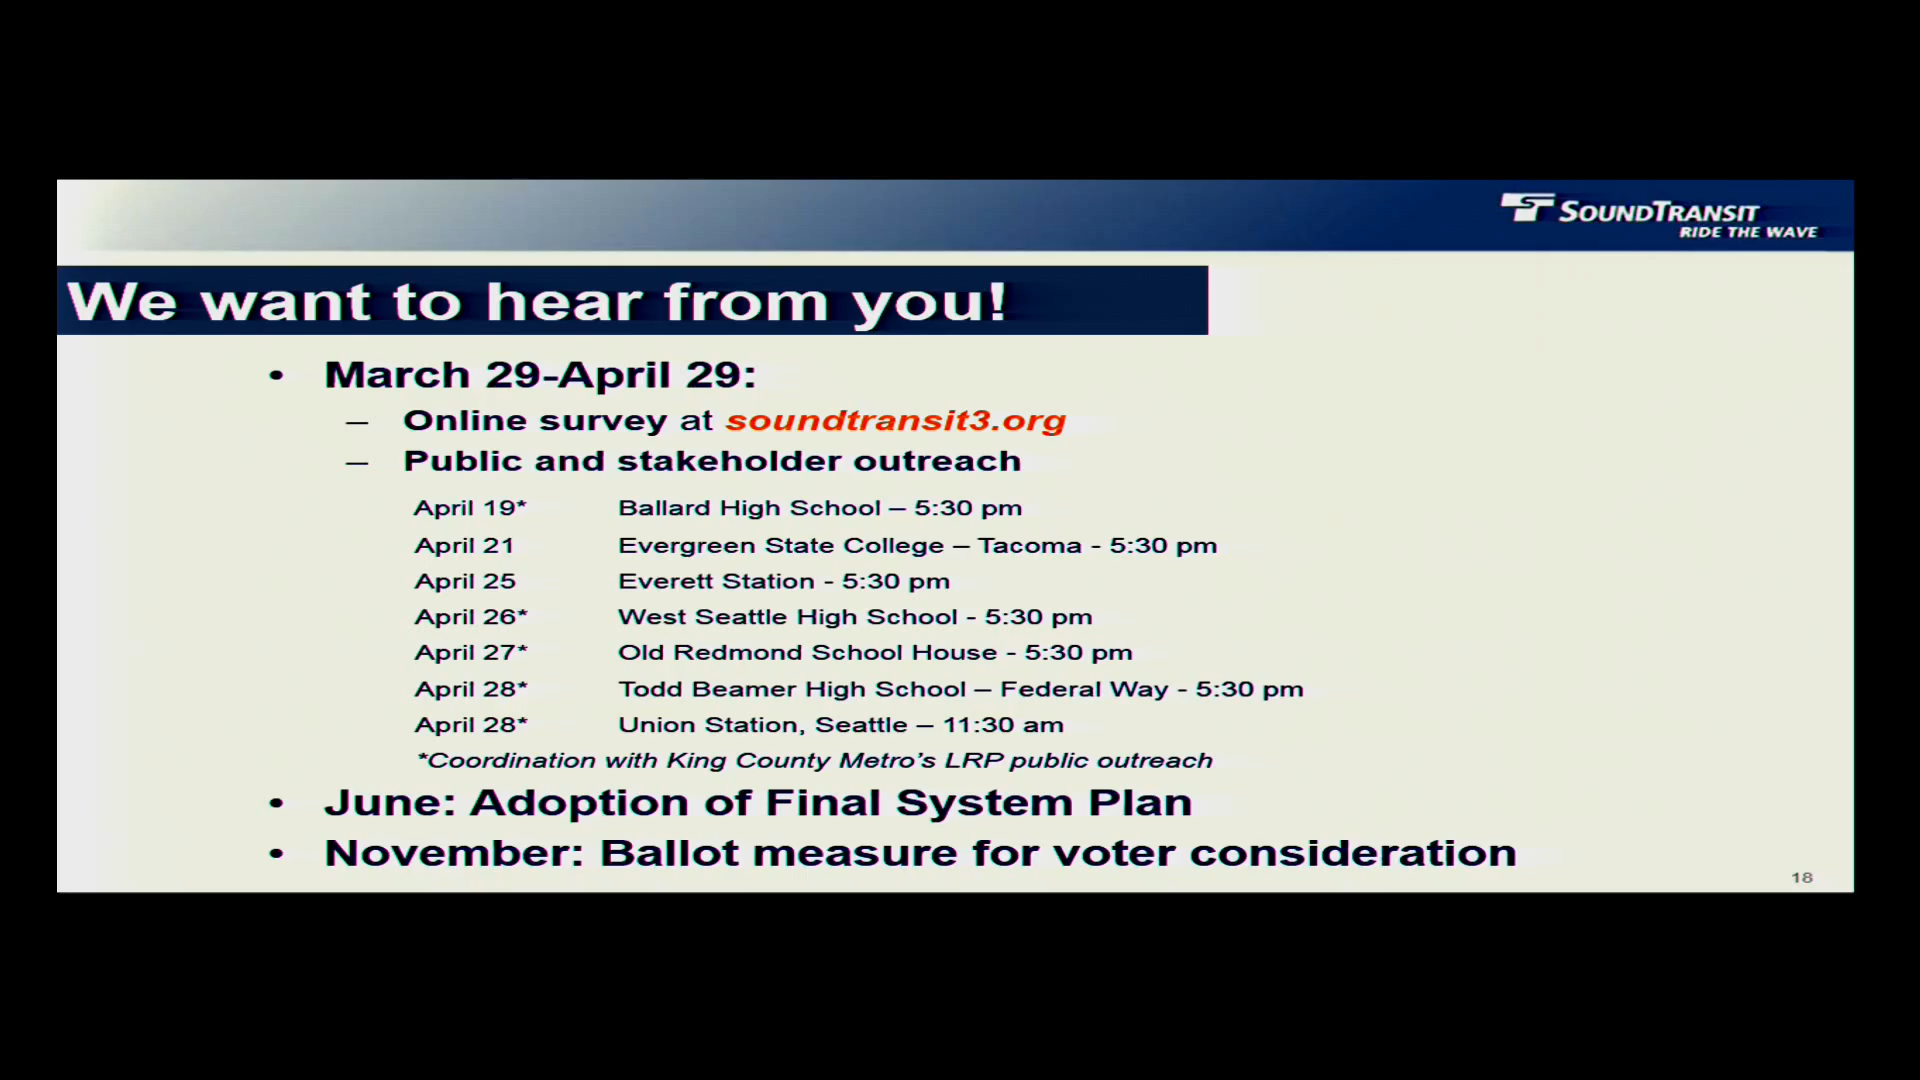 SOUNDTRANSIT
RIDE THE WAVE
We want to hear from you!
• March 29-April 29:
– Online survey at soundtransit3.org
– Public and stakeholder outreach
April 19* Ballard High School – 5:30 pm
April 21 Evergreen State College – Tacoma - 5:30 pm
April 25 Everett Station - 5:30 pm
April 26* West Seattle High School - 5:30 pm
April 27* Old Redmond School House - 5:30 pm
April 28* Todd Beamer High School – Federal Way - 5:30 pm
April 28* Union Station, Seattle – 11:30 am
*Coordination with King County Metro’s LRP public outreach
• June: Adoption of Final System Plan
• November: Ballot measure for voter consideration
18